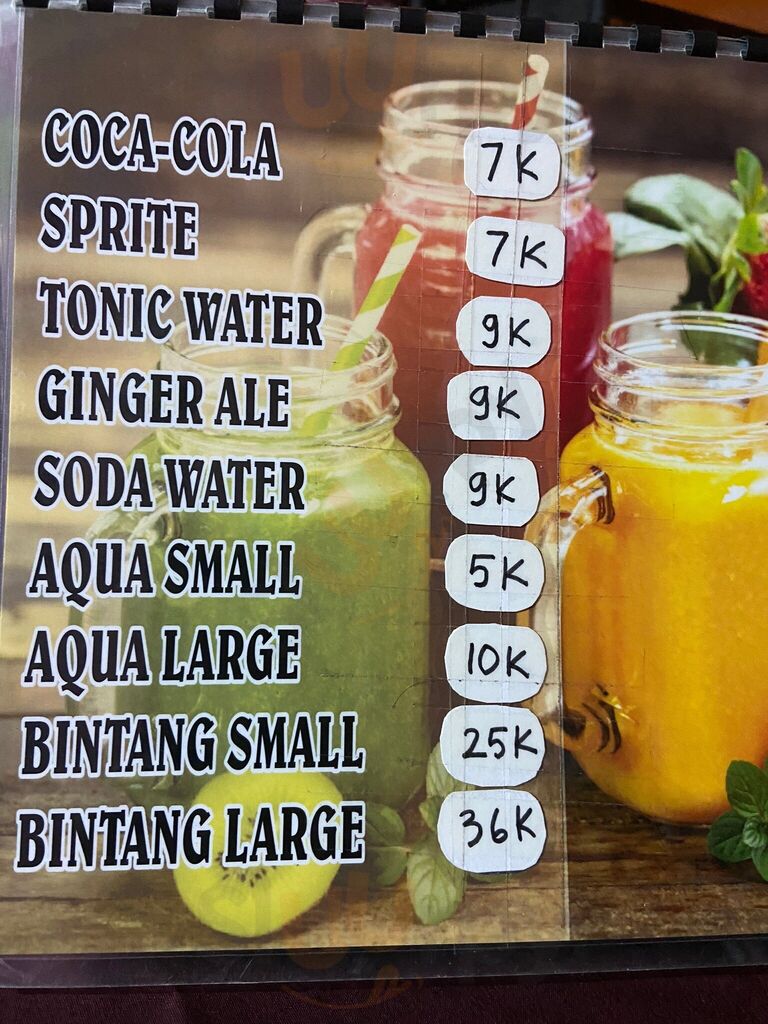 COCA-COLA 7K
SPRITE 7K
TONIC WATER 9K
GINGER ALE 9K
SODA WATER 9K
AQUA SMALL 5K
AQUA LARGE 10K
BINTANG SMALL 25K
BINTANG LARGE 36K